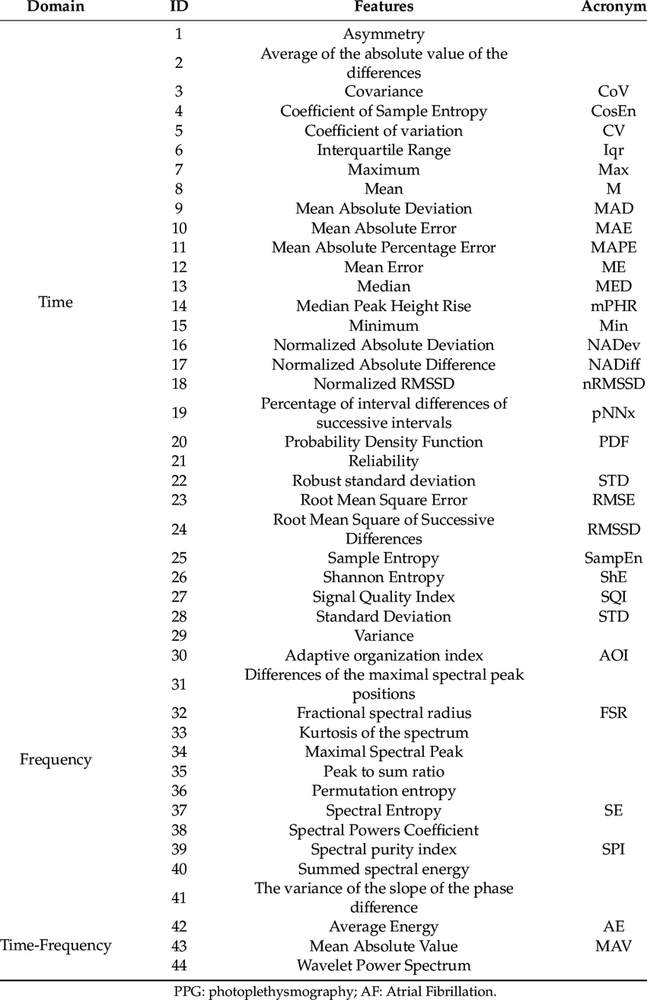 Domain ID Features Acronym
1 Asymmetry
2 Average of the absolute value of the
differences
3 Covariance CoV
4 Coefficient of Sample Entropy CosEn
5 Coefficient of variation CV
6 Interquartile Range Iqr
7 Maximum Max
8 Mean M
9 Mean Absolute Deviation MAD
10 Mean Absolute Error MAE
11 Mean Absolute Percentage Error MAPE
12 Mean Error ME
13 Median MED
Time
14 Median Peak Height Rise mPHR
15 Minimum Min
16 Normalized Absolute Deviation NADev
17 Normalized Absolute Difference NADiff
18 Normalized RMSSD nRMSSD
19 Percentage of interval differences of
successive intervals pNNx
20 Probability Density Function PDF
21 Reliability
22 Robust standard deviation STD
23 Root Mean Square Error RMSE
24 Root Mean Square of Successive
Differences RMSSD
25 Sample Entropy SampEn
26 Shannon Entropy ShE
27 Signal Quality Index SQI
28 Standard Deviation STD
29 Variance
30 Adaptive organization index AOI
31 Differences of the maximal spectral peak
positions
32 Fractional spectral radius FSR
33 Kurtosis of the spectrum
34 Maximal Spectral Peak
Frequency
35 Peak to sum ratio
36 Permutation entropy
37 Spectral Entropy SE
38 Spectral Powers Coefficient
39 Spectral purity index SPI
40 Summed spectral energy
41 The variance of the slope of the phase
difference
42 Average Energy AE
Time-Frequency 43 Mean Absolute Value MAV
44 Wavelet Power Spectrum
PPG: photoplethysmography; AF: Atrial Fibrillation.